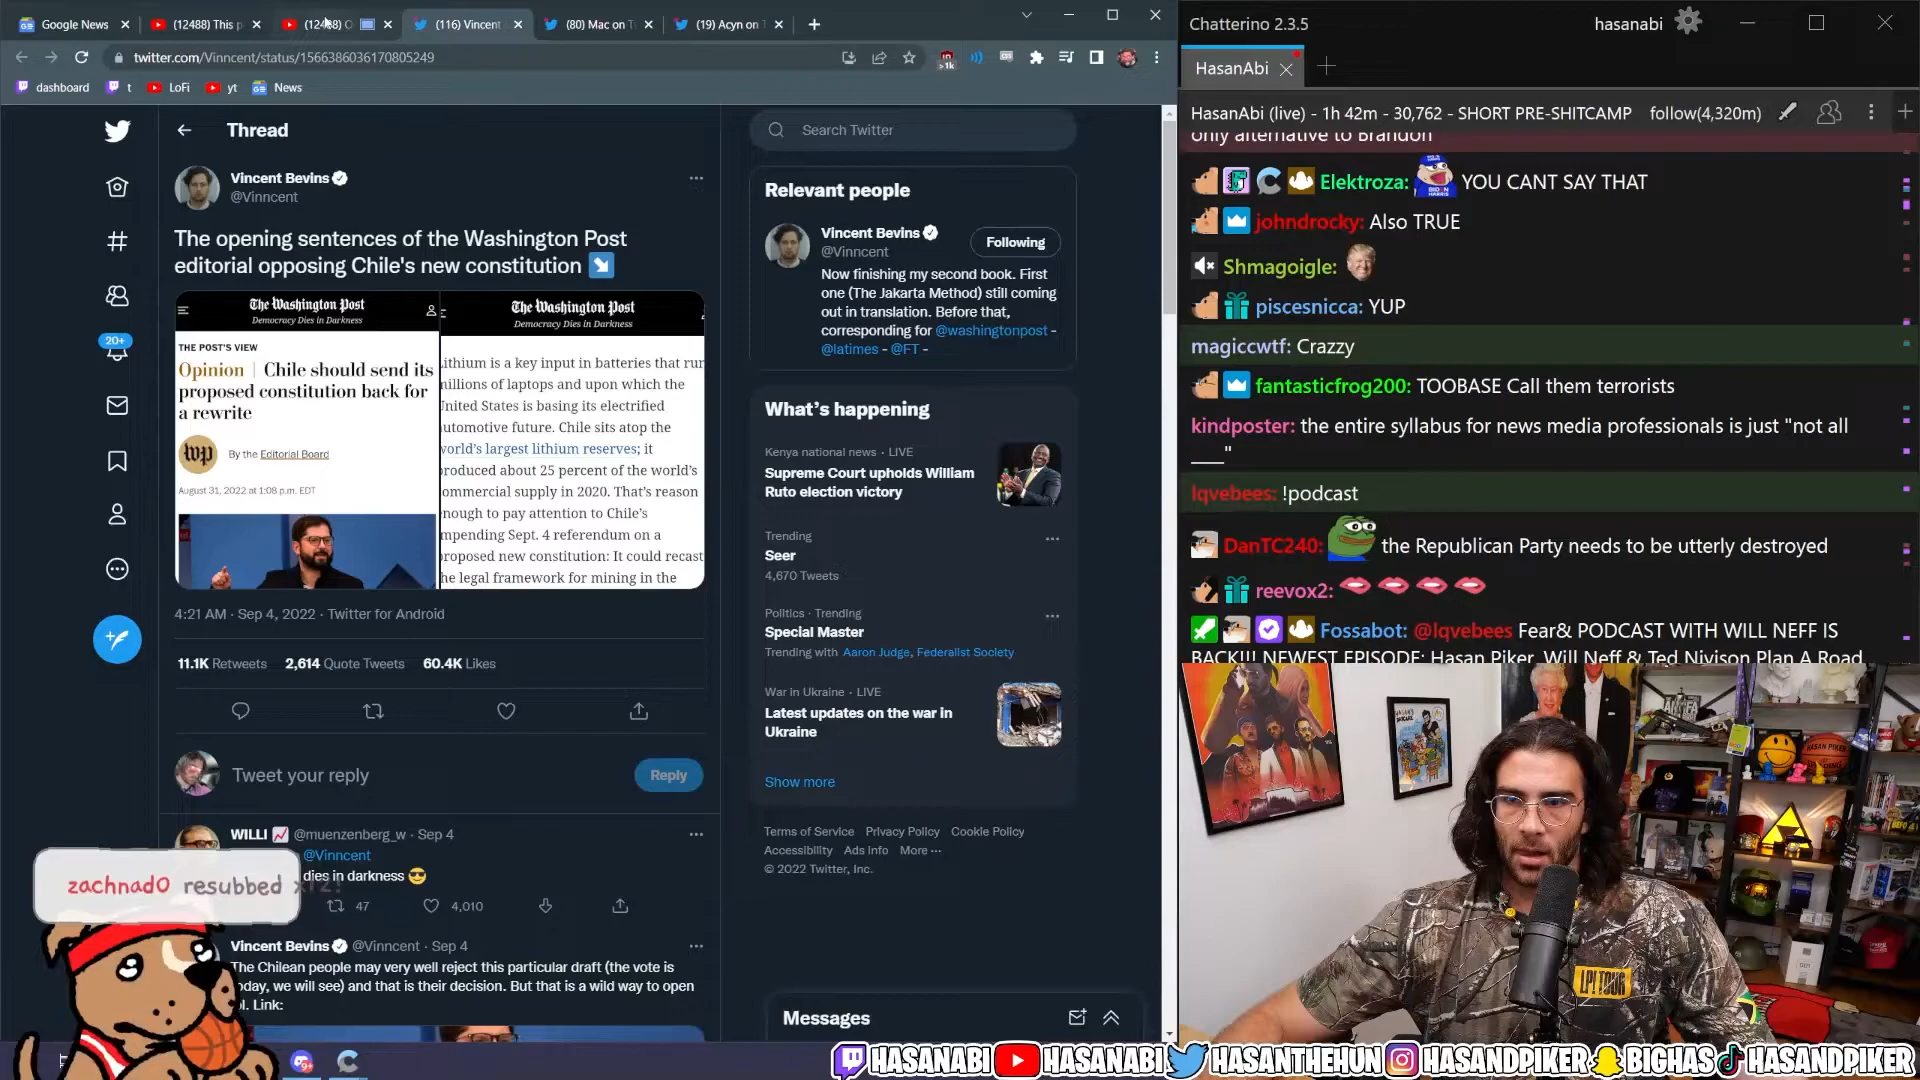 Google News
(12488) This p
(12488) C
(116) Vincent
(80) Mac on T
(19) Acyn on T
twitter.com/Vinncent/status/1566386036170805249
>1k
dashboard
t
LoFi
yt
News
Thread
Vincent Bevins
@Vinncent
The opening sentences of the Washington Post
editorial opposing Chile's new constitution
The Washington Post
Democracy Dies in Darkness
THE POST'S VIEW
Opinion | Chile should send its
proposed constitution back for
a rewrite
wp
By the Editorial Board
August 31, 2022 at 1:08 p.m. EDT
The Washington Post
Democracy Dies in Darkness
ithium is a key input in batteries that rur
nillions of laptops and upon which the
United States is basing its electrified
automotive future. Chile sits atop the
world's largest lithium reserves; it
produced about 25 percent of the world's
commercial supply in 2020. That's reason
enough to pay attention to Chile's
mpending Sept. 4 referendum on a
proposed new constitution: It could recast
he legal framework for mining in the
4:21 AM · Sep 4, 2022 · Twitter for Android
11.1K Retweets 2,614 Quote Tweets 60.4K Likes
Tweet your reply
Reply
WILLI @muenzenberg_w · Sep 4
@Vinncent
dies in darkness
47
4,010
Vincent Bevins @Vinncent · Sep 4
The Chilean people may very well reject this particular draft (the vote is
oday, we will see) and that is their decision. But that is a wild way to open
Link:
20+
zachnad0 resubbed x12!
Search Twitter
Relevant people
Vincent Bevins
@Vinncent
Following
Now finishing my second book. First
one (The Jakarta Method) still coming
out in translation. Before that,
corresponding for @washingtonpost -
@latimes - @FT -
What's happening
Kenya national news · LIVE
Supreme Court upholds William
Ruto election victory
Trending
Seer
4,670 Tweets
Politics · Trending
Special Master
Trending with Aaron Judge, Federalist Society
War in Ukraine · LIVE
Latest updates on the war in
Ukraine
Show more
Terms of Service Privacy Policy Cookie Policy
Accessibility Ads Info More ···
© 2022 Twitter, Inc.
Messages
Chatterino 2.3.5
hasanabi
HasanAbi
HasanAbi (live) - 1h 42m - 30,762 - SHORT PRE-SHITCAMP follow(4,320m)
only alternative to Brandon
Elektroza: YOU CANT SAY THAT
johndrocky: Also TRUE
Shmagoigle:
piscesnicca: YUP
magiccwtf: Crazzy
fantasticfrog200: TOOBASE Call them terrorists
kindposter: the entire syllabus for news media professionals is just "not all
___"
lqvebees: !podcast
DanTC240: the Republican Party needs to be utterly destroyed
reevox2:
Fossabot: @lqvebees Fear& PODCAST WITH WILL NEFF IS
BACK!!! NEWEST EPISODE: Hasan Piker, Will Neff & Ted Nivison Plan A Road
HASAN PIKER
LPI TOUR
HASANABI HASANABI HASANTHEHUN HASANDPIKER BIGHAS HASANDPIKER